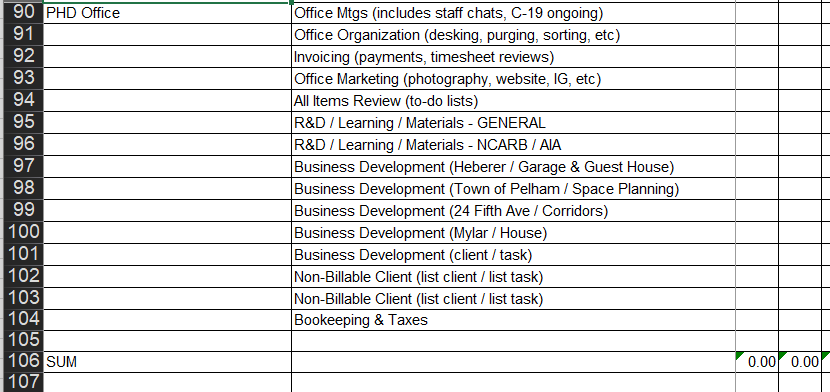 90 PHD Office Office Mtgs (includes staff chats, C-19 ongoing)
91 Office Organization (desking, purging, sorting, etc)
92 Invoicing (payments, timesheet reviews)
93 Office Marketing (photography, website, IG, etc)
94 All Items Review (to-do lists)
95 R&D / Learning / Materials - GENERAL
96 R&D / Learning / Materials - NCARB / AIA
97 Business Development (Heberer / Garage & Guest House)
98 Business Development (Town of Pelham / Space Planning)
99 Business Development (24 Fifth Ave / Corridors)
100 Business Development (Mylar / House)
101 Business Development (client / task)
102 Non-Billable Client (list client / list task)
103 Non-Billable Client (list client / list task)
104 Bookeeping & Taxes
105
106 SUM 0.00 0.00
107